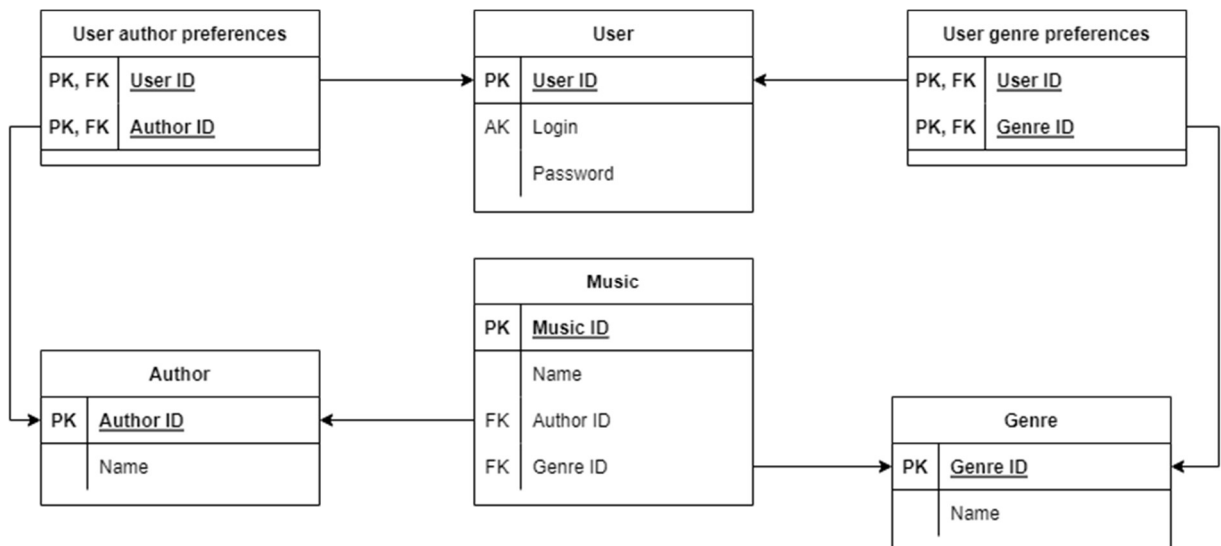 User author preferences
PK, FK User ID
PK, FK Author ID
User
PK User ID
AK Login
Password
User genre preferences
PK, FK User ID
PK, FK Genre ID
Music
PK Music ID
Name
FK Author ID
FK Genre ID
Author
PK Author ID
Name
Genre
PK Genre ID
Name